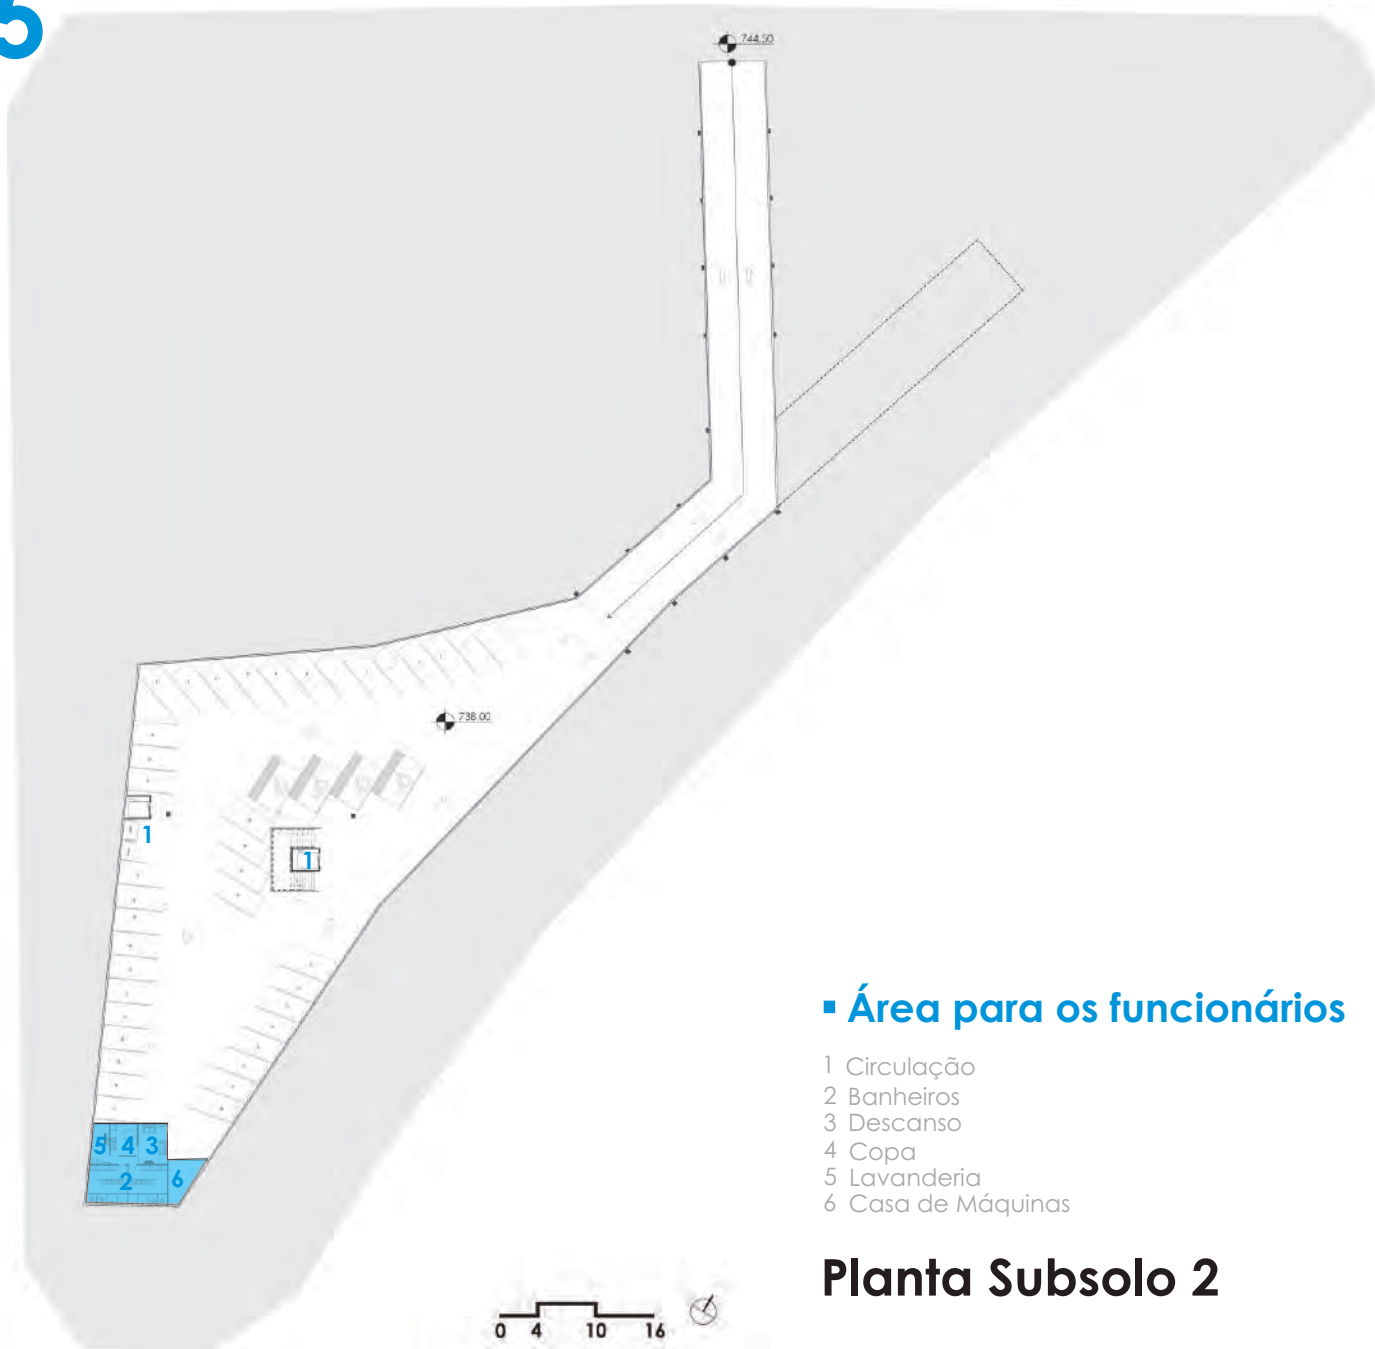 5
744.50
738.00
1
1
5 4 3
2 6
■ Área para os funcionários
1 Circulação
2 Banheiros
3 Descanso
4 Copa
5 Lavanderia
6 Casa de Máquinas
Planta Subsolo 2
0 4 10 16